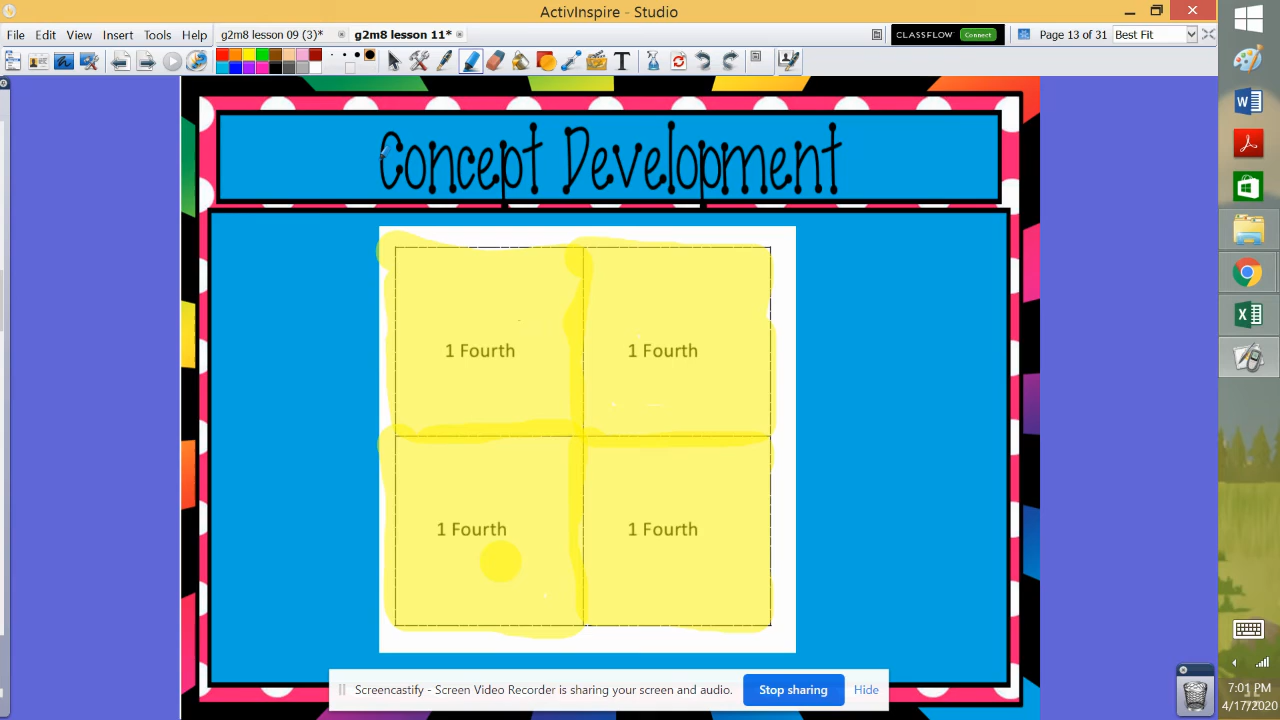 ActivInspire - Studio
File Edit View Insert Tools Help
g2m8 lesson 09 (3)*
g2m8 lesson 11*
CLASSFLOW Connect
Page 13 of 31
Best Fit
Concept Development
1 Fourth 1 Fourth
1 Fourth 1 Fourth
Screencastify - Screen Video Recorder is sharing your screen and audio.
Stop sharing
Hide
7:01 PM
4/17/2020